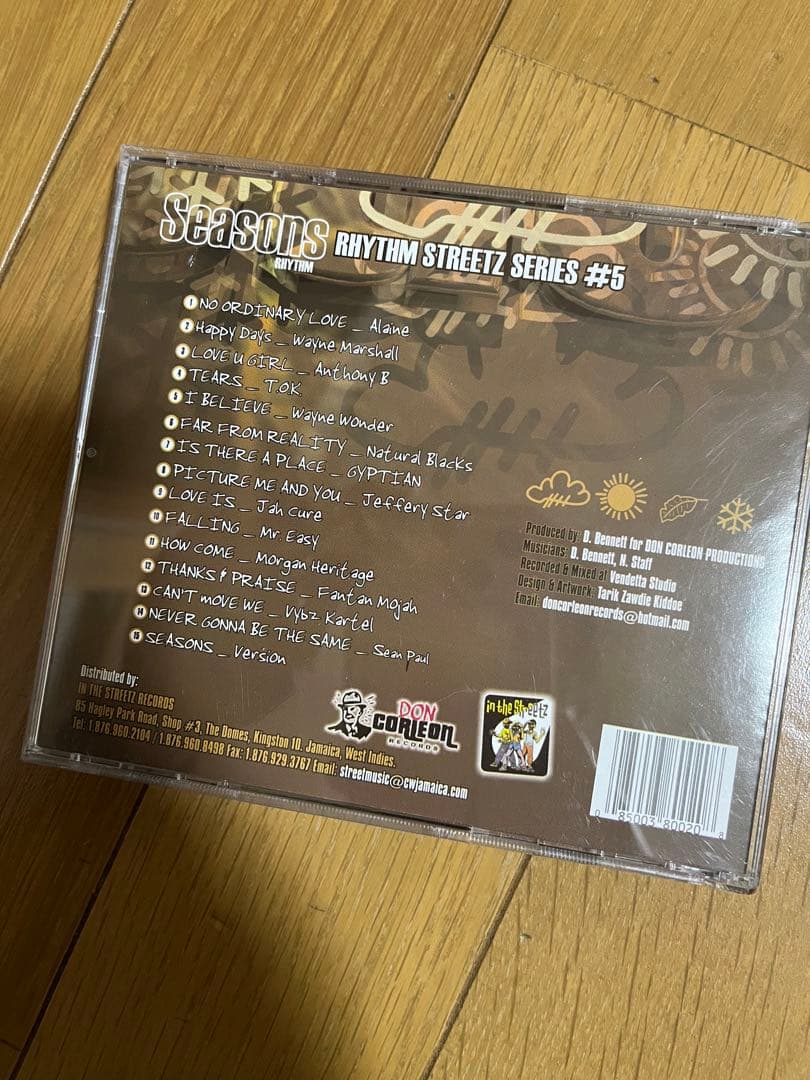 Seasons
RHYTHM
RHYTHM STREETZ SERIES #5
1 NO ORDINARY LOVE _ Alaine
2 Happy Days _ Wayne Marshall
3 LOVE U GIRL _ Anthony B
4 TEARS _ T.O.K.
5 I BELIEVE _ Wayne Wonder
6 FAR FROM REALITY _ Natural Blacks
7 IS THERE A PLACE _ GYPTIAN
8 PICTURE ME AND YOU _ Jeffery Star
9 LOVE IS _ Jah Cure
10 FALLING _ Mr. Easy
11 HOW COME _ Morgan Heritage
12 THANKS & PRAISE _ Fantan Mojah
13 CAN'T MOVE WE _ Vybz Kartel
14 NEVER GONNA BE THE SAME _ Sean Paul
15 SEASONS _ Version
Produced by: D. Bennett for DON CORLEON PRODUCTIONS
Musicians: D. Bennett, N. Staff
Recorded & Mixed at Vendetta Studio
Design & Artwork: Tarik Zawdie Kiddoe
Email: doncorleonrecords@hotmail.com
Distributed by:
IN THE STREETZ RECORDS
85 Hagley Park Road, Shop #3, The Domes, Kingston 10. Jamaica, West Indies.
Tel: 1.876.960.2104 / 1.876.960.8498 Fax: 1.876.929.3767 Email: streetmusic@cwjamaica.com
DON
CORLEON
RECORDS
in the Streetz
0 85003 80020 8